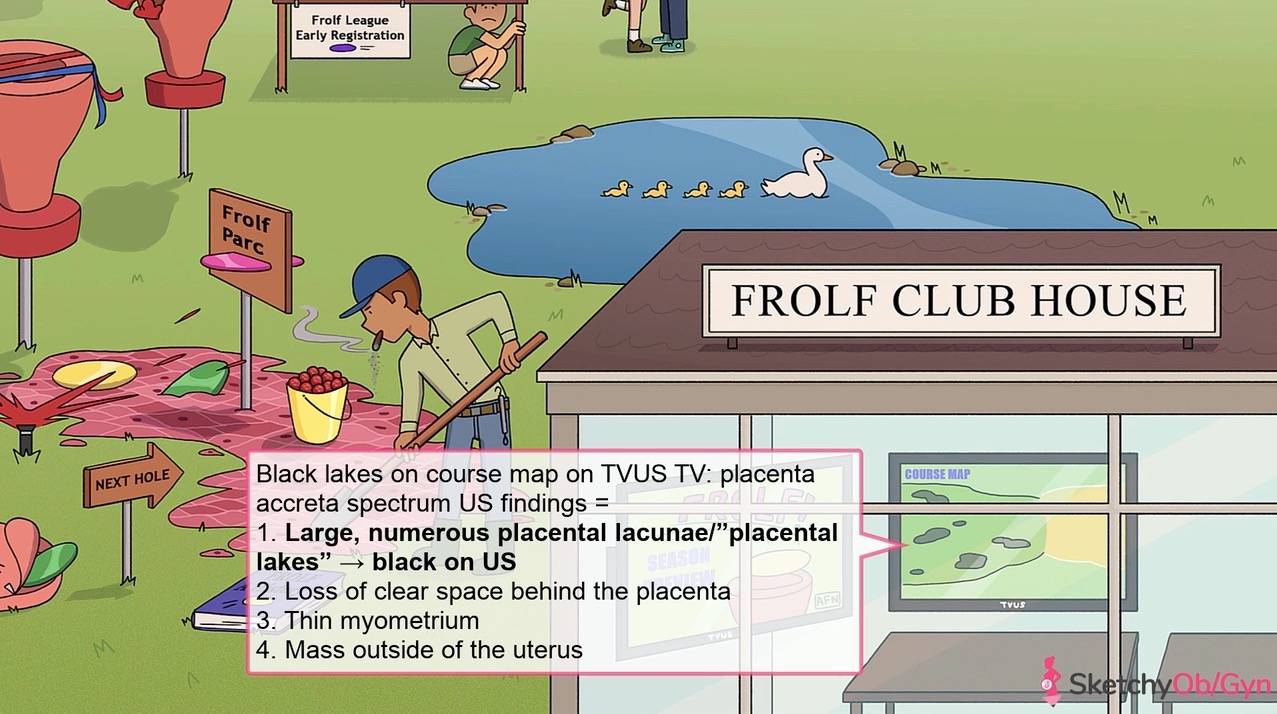 Frolf League
Early Registration
Frolf
Parc
FROLF CLUB HOUSE
NEXT HOLE
Black lakes on course map on TVUS TV: placenta
accreta spectrum US findings =
1. Large, numerous placental lacunae/”placental
lakes” → black on US
2. Loss of clear space behind the placenta
3. Thin myometrium
4. Mass outside of the uterus
FROLF!
SEASON
PREVIEW
AFN
TVUS
COURSE MAP
TVUS
SketchyOb/Gyn